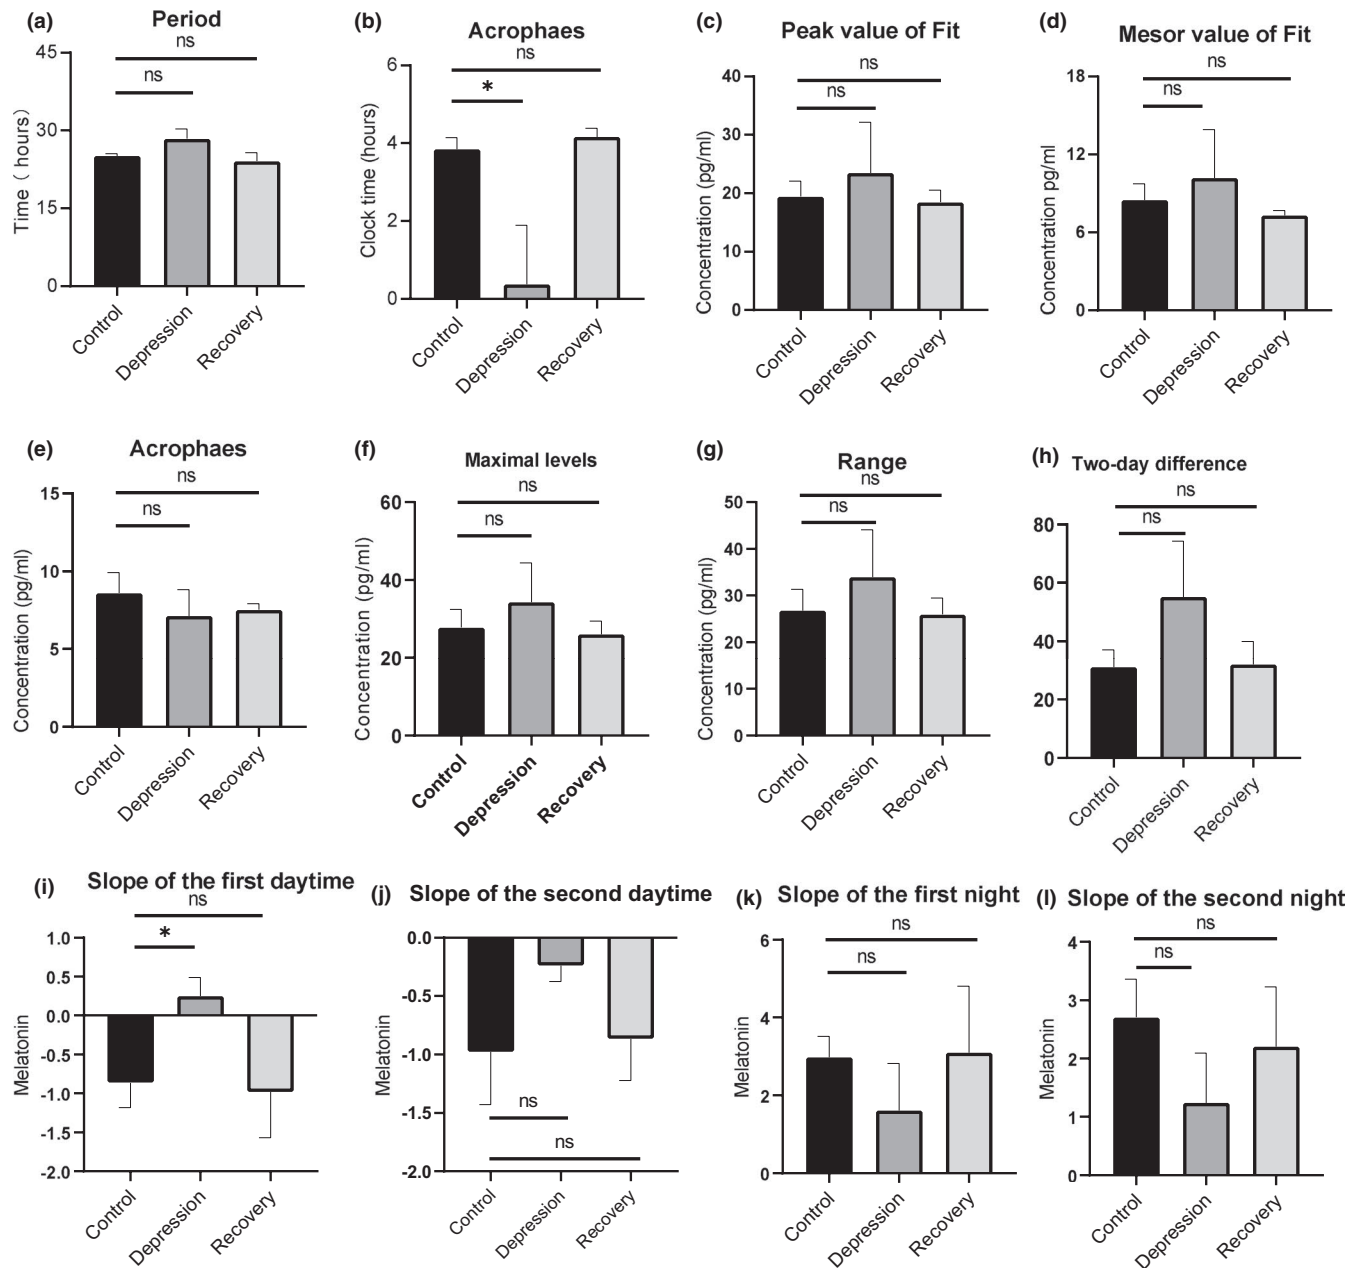 (a) Period
ns
ns
45
30
15
0
Time ( hours)
Control
Depression
Recovery
(b) Acrophaes
ns
*
6
4
2
0
Clock time (hours)
Control
Depression
Recovery
(c) Peak value of Fit
ns
ns
40
30
20
10
0
Concentration (pg/ml)
Control
Depression
Recovery
(d) Mesor value of Fit
ns
ns
18
12
6
0
Concentration pg/ml
Control
Depression
Recovery
(e) Acrophaes
ns
ns
15
10
5
0
Concentration (pg/ml)
Control
Depression
Recovery
(f) Maximal levels
ns
ns
60
40
20
0
Concentration (pg/ml)
Control
Depression
Recovery
(g) Range
ns
ns
50
40
30
20
10
0
Concentration (pg/ml)
Control
Depression
Recovery
(h) Two-day difference
ns
ns
80
60
40
20
0
Control
Depression
Recovery
(i) Slope of the first daytime
ns
*
1.0
0.5
0.0
-0.5
-1.0
-1.5
-2.0
Melatonin
Control
Depression
Recovery
(j) Slope of the second daytime
0.0
-0.5
-1.0
-1.5
-2.0
Melatonin
ns
ns
Control
Depression
Recovery
(k) Slope of the first night
ns
ns
6
4
2
0
Melatonin
Control
Depression
Recovery
(l) Slope of the second night
ns
ns
4
3
2
1
0
Melatonin
Control
Depression
Recovery